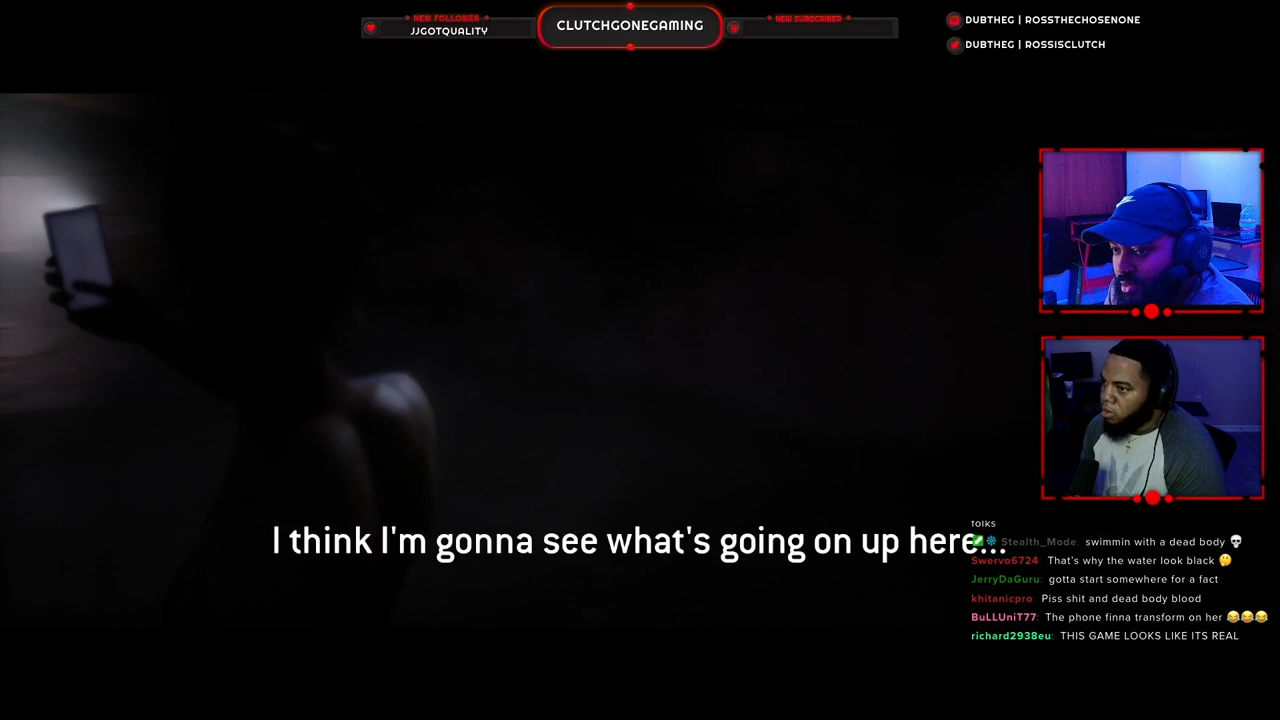 NEW FOLLOWER
JJGOTQUALITY
CLUTCHGONEGAMING
NEW SUBSCRIBER
DUBTHEG | ROSSTHECHOSENONE
DUBTHEG | ROSSISCLUTCH
I think I'm gonna see what's going on up here...
folks
Stealth_Mode: swimmin with a dead body 💀
Swervo6724: That's why the water look black 🤔
JerryDaGuru: gotta start somewhere for a fact
khitanicpro: Piss shit and dead body blood
BuLLUniT77: The phone finna transform on her 😂😂😂
richard2938eu: THIS GAME LOOKS LIKE ITS REAL